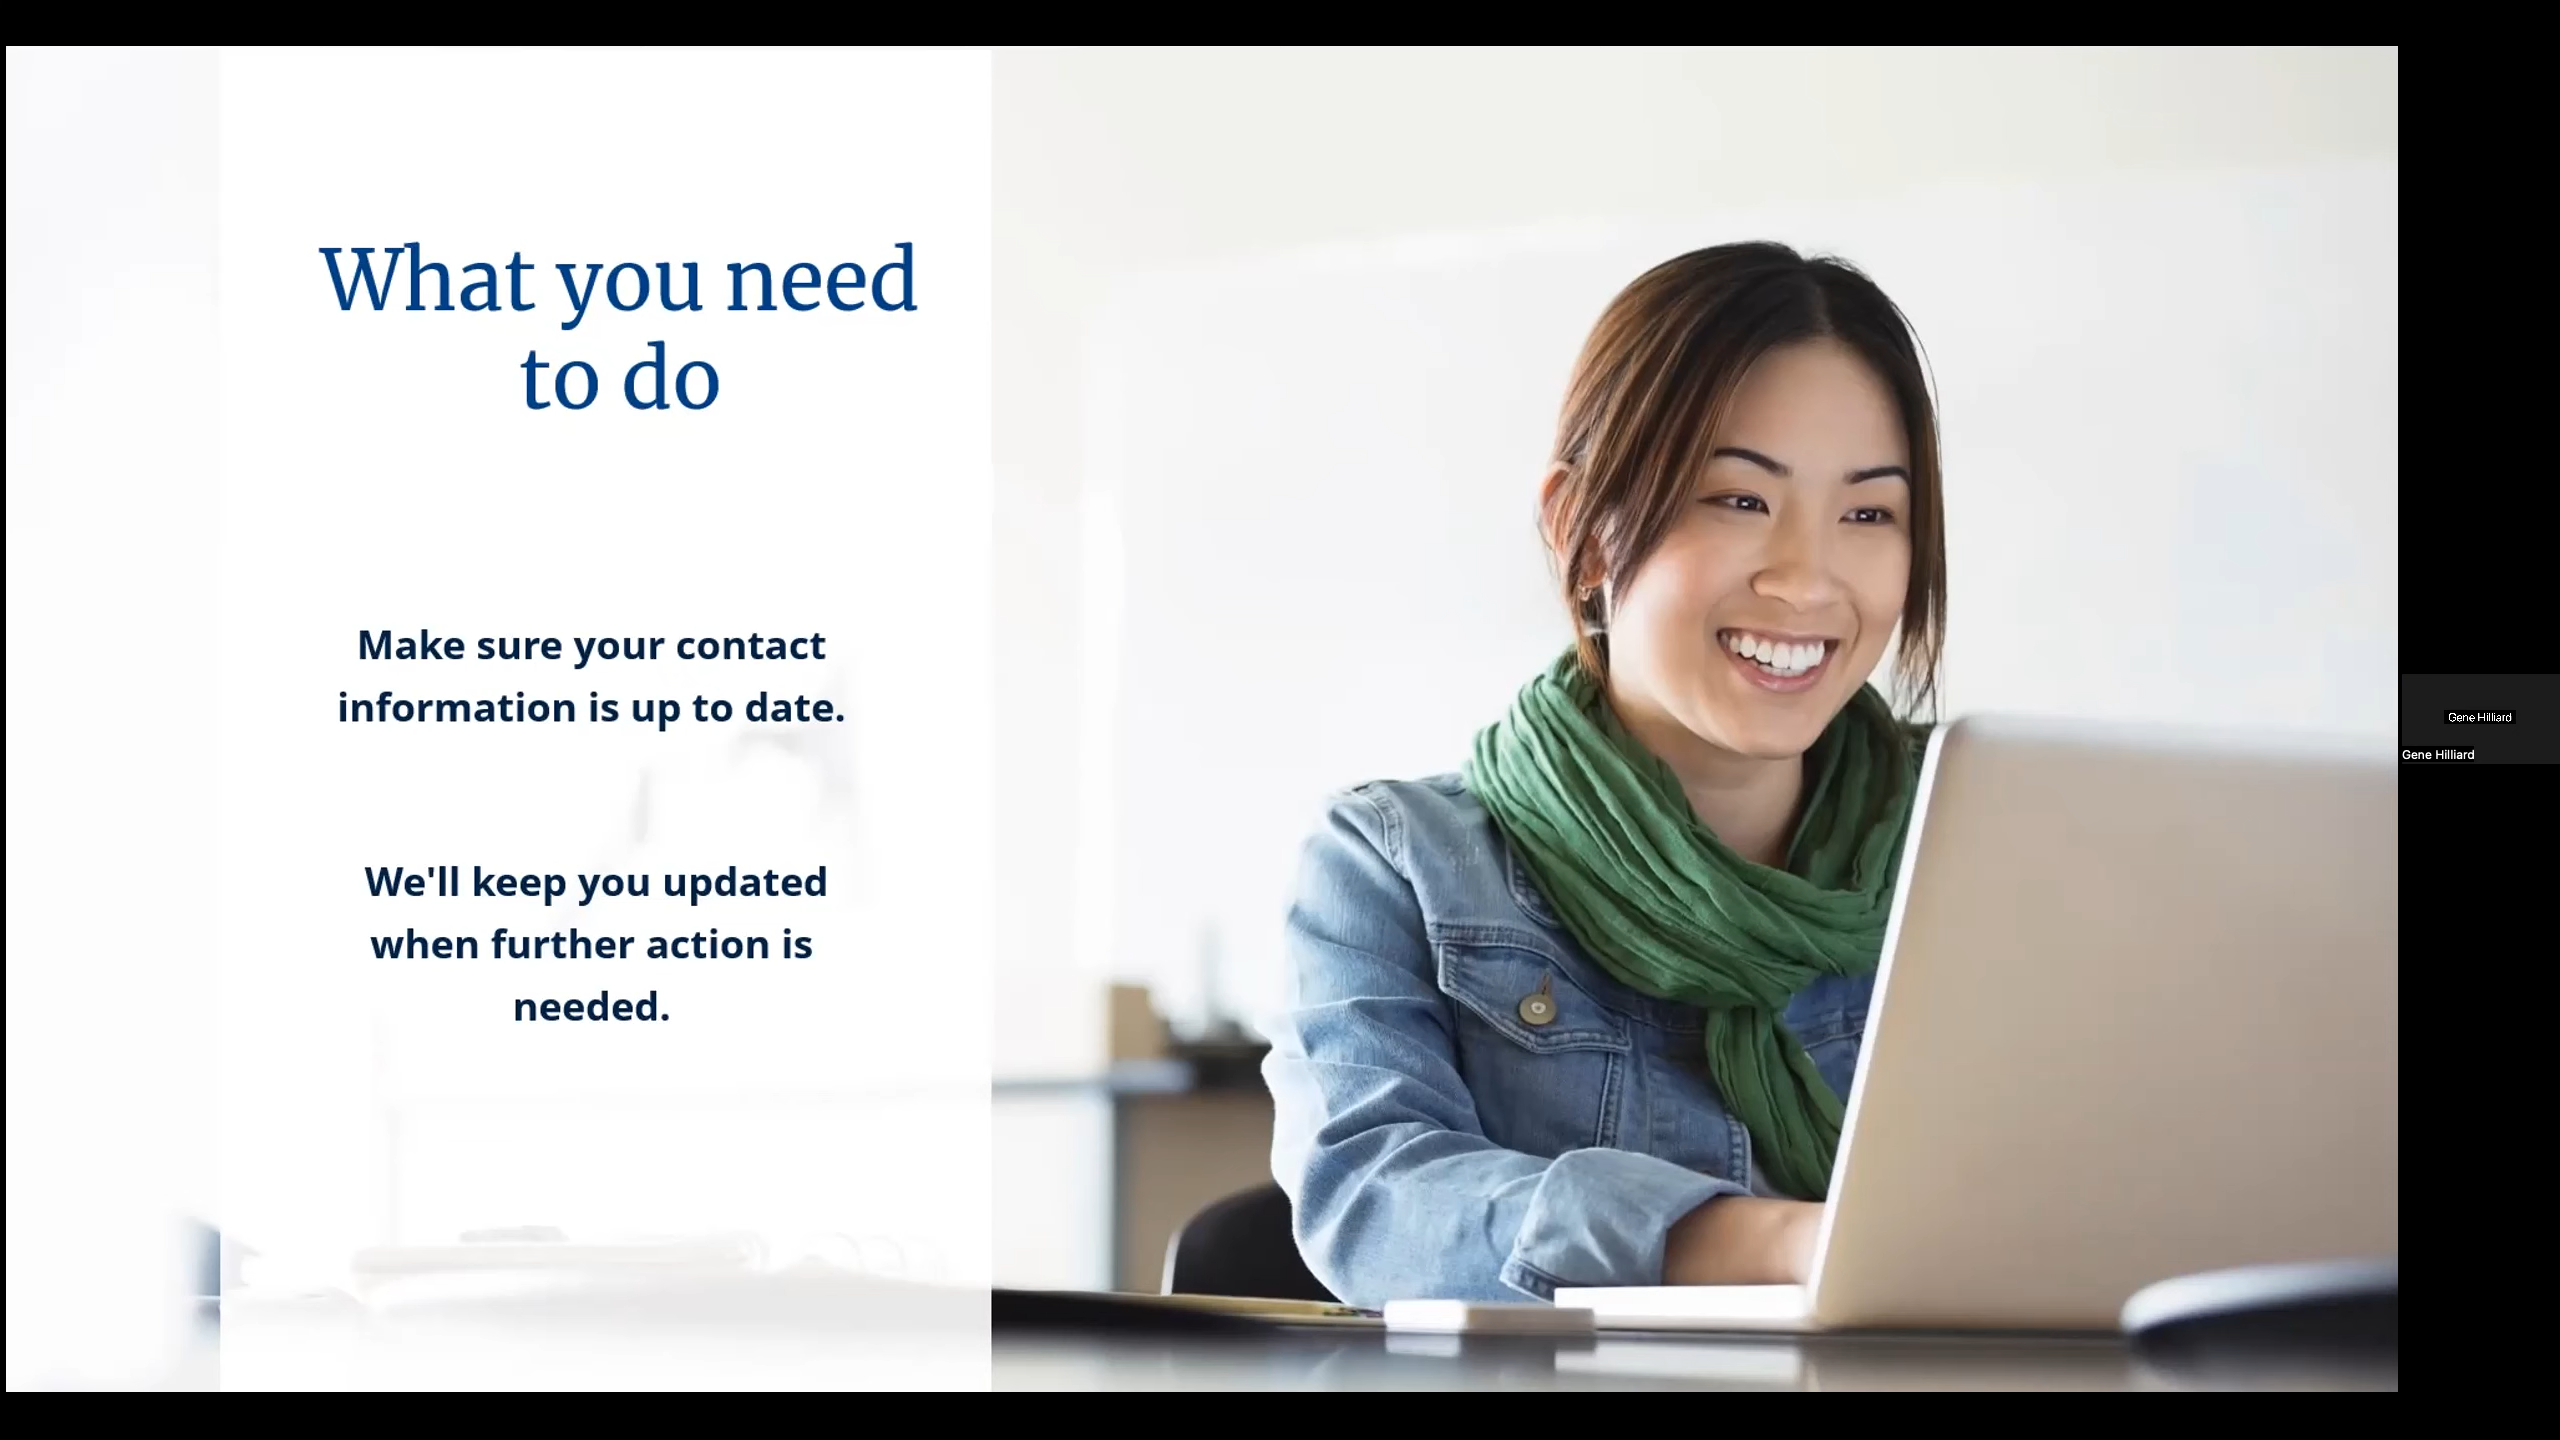 What you need
to do
Make sure your contact
information is up to date.
We'll keep you updated
when further action is
needed.
Gene Hilliard
Gene Hilliard